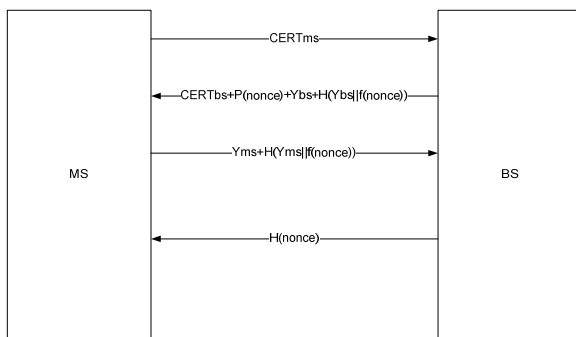 CERTms
CERTbs+P(nonce)+Ybs+H(Ybs||f(nonce))
Yms+H(Yms||f(nonce))
MS
BS
H(nonce)